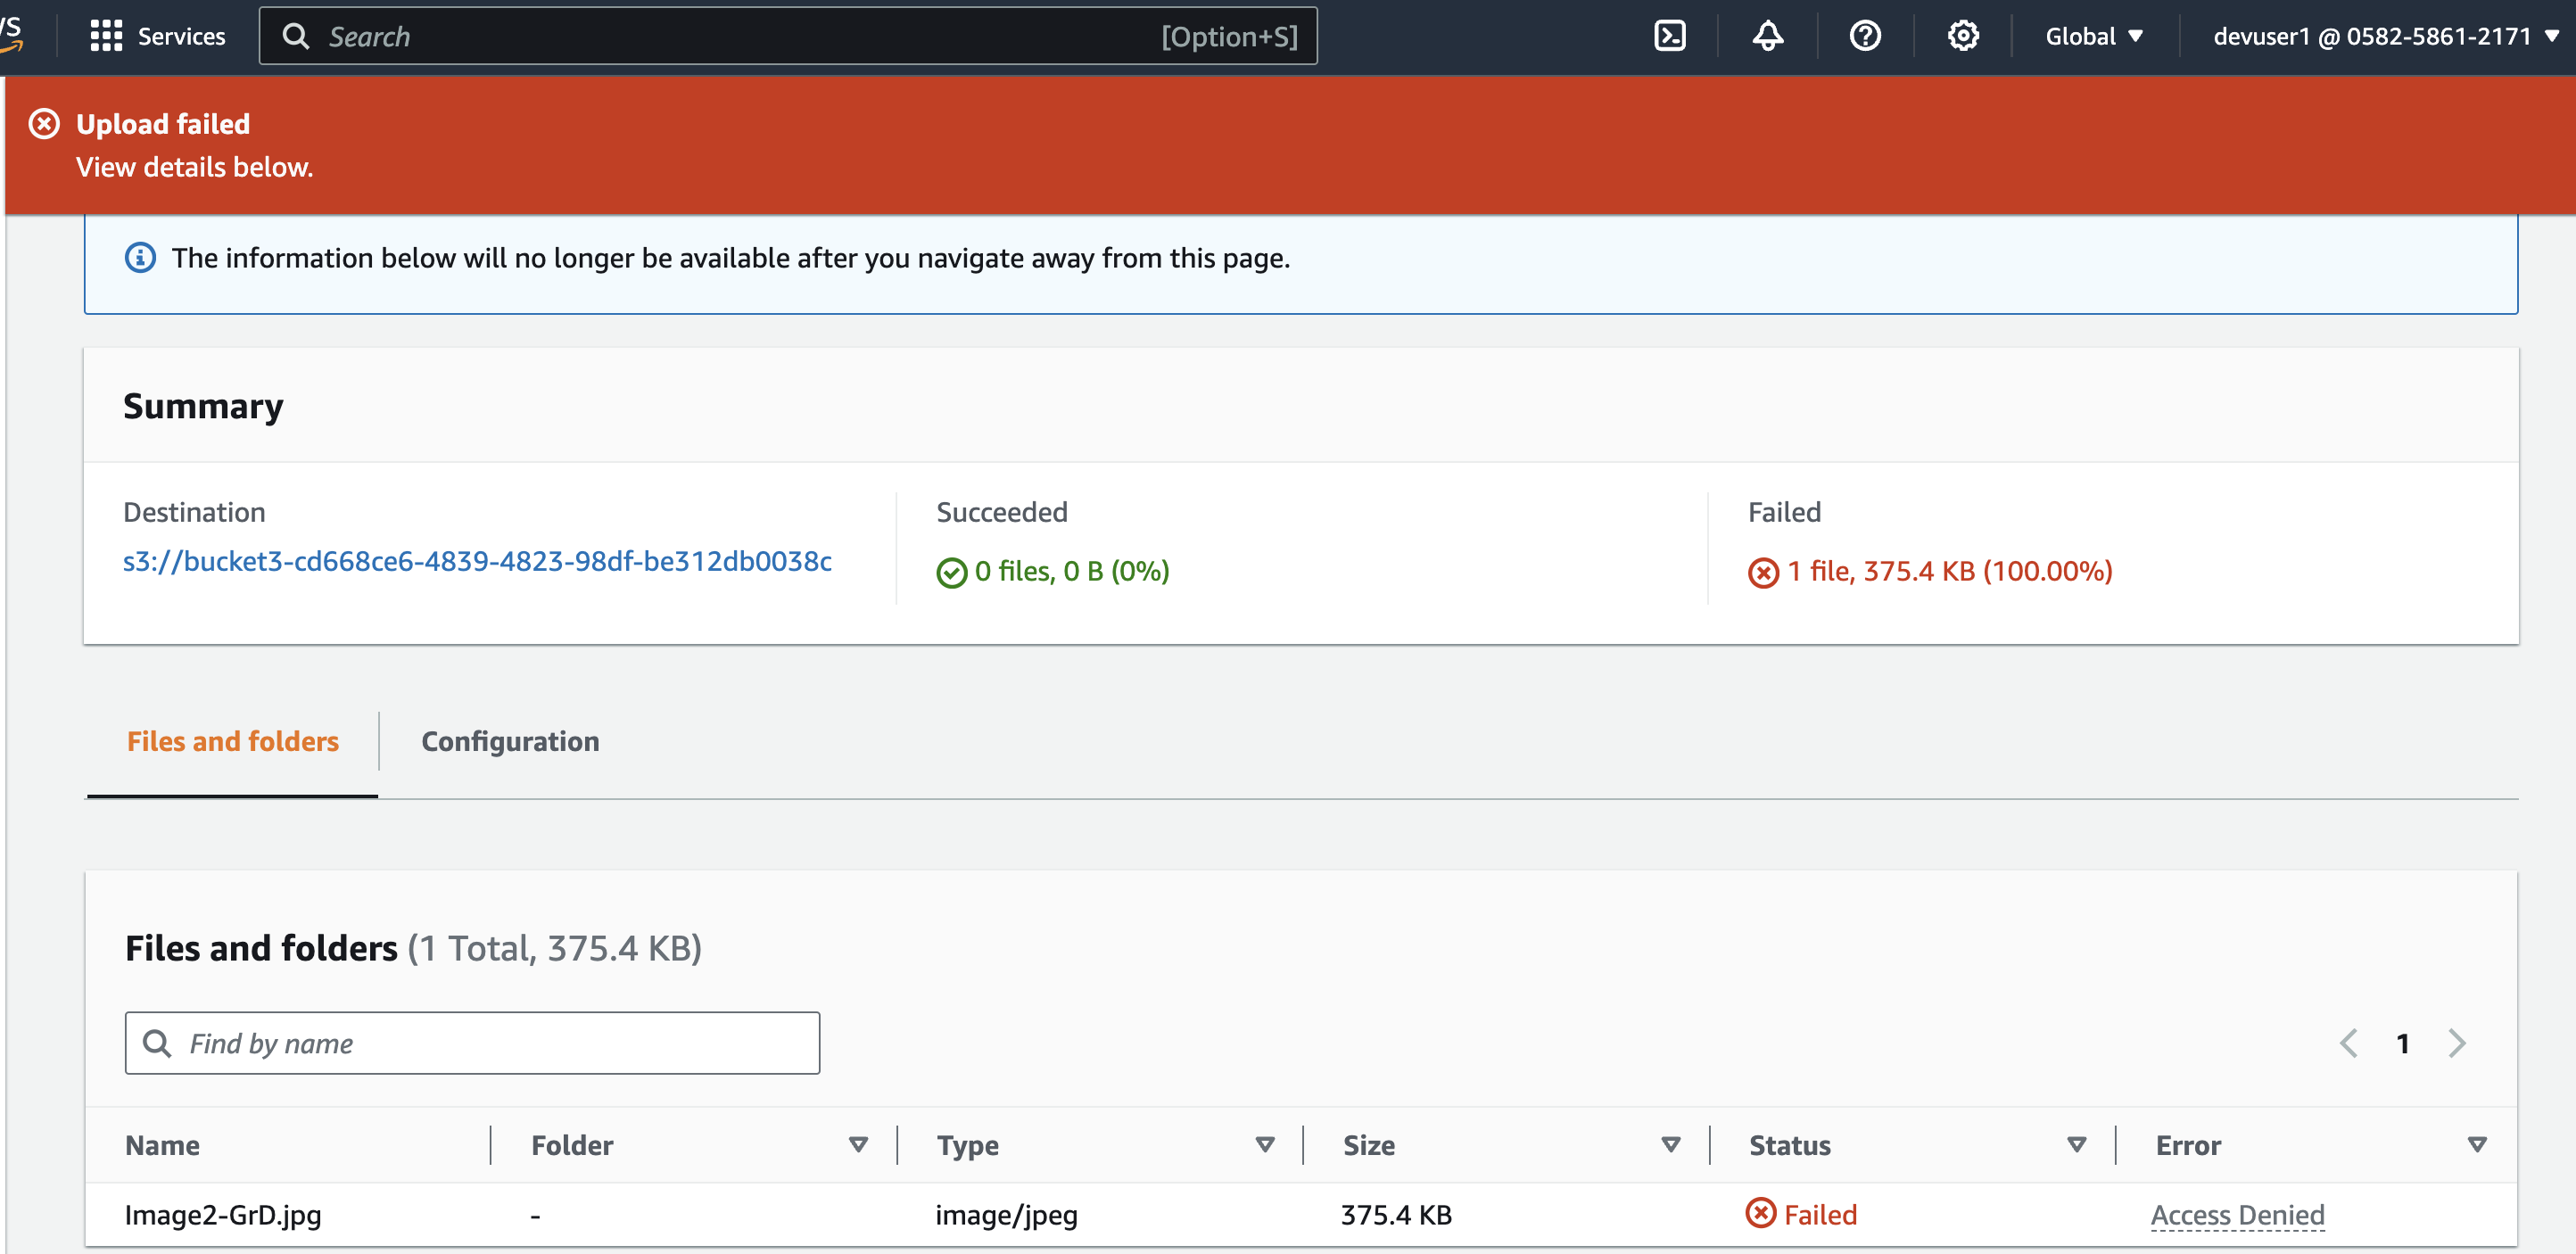 Services
Search [Option+S]
Global
devuser1 @ 0582-5861-2171
Upload failed
View details below.
The information below will no longer be available after you navigate away from this page.
Summary
Destination Succeeded Failed
s3://bucket3-cd668ce6-4839-4823-98df-be312db0038c 0 files, 0 B (0%) 1 file, 375.4 KB (100.00%)
Files and folders Configuration
Files and folders (1 Total, 375.4 KB)
Find by name 1
Name Folder Type Size Status Error
Image2-GrD.jpg - image/jpeg 375.4 KB Failed Access Denied